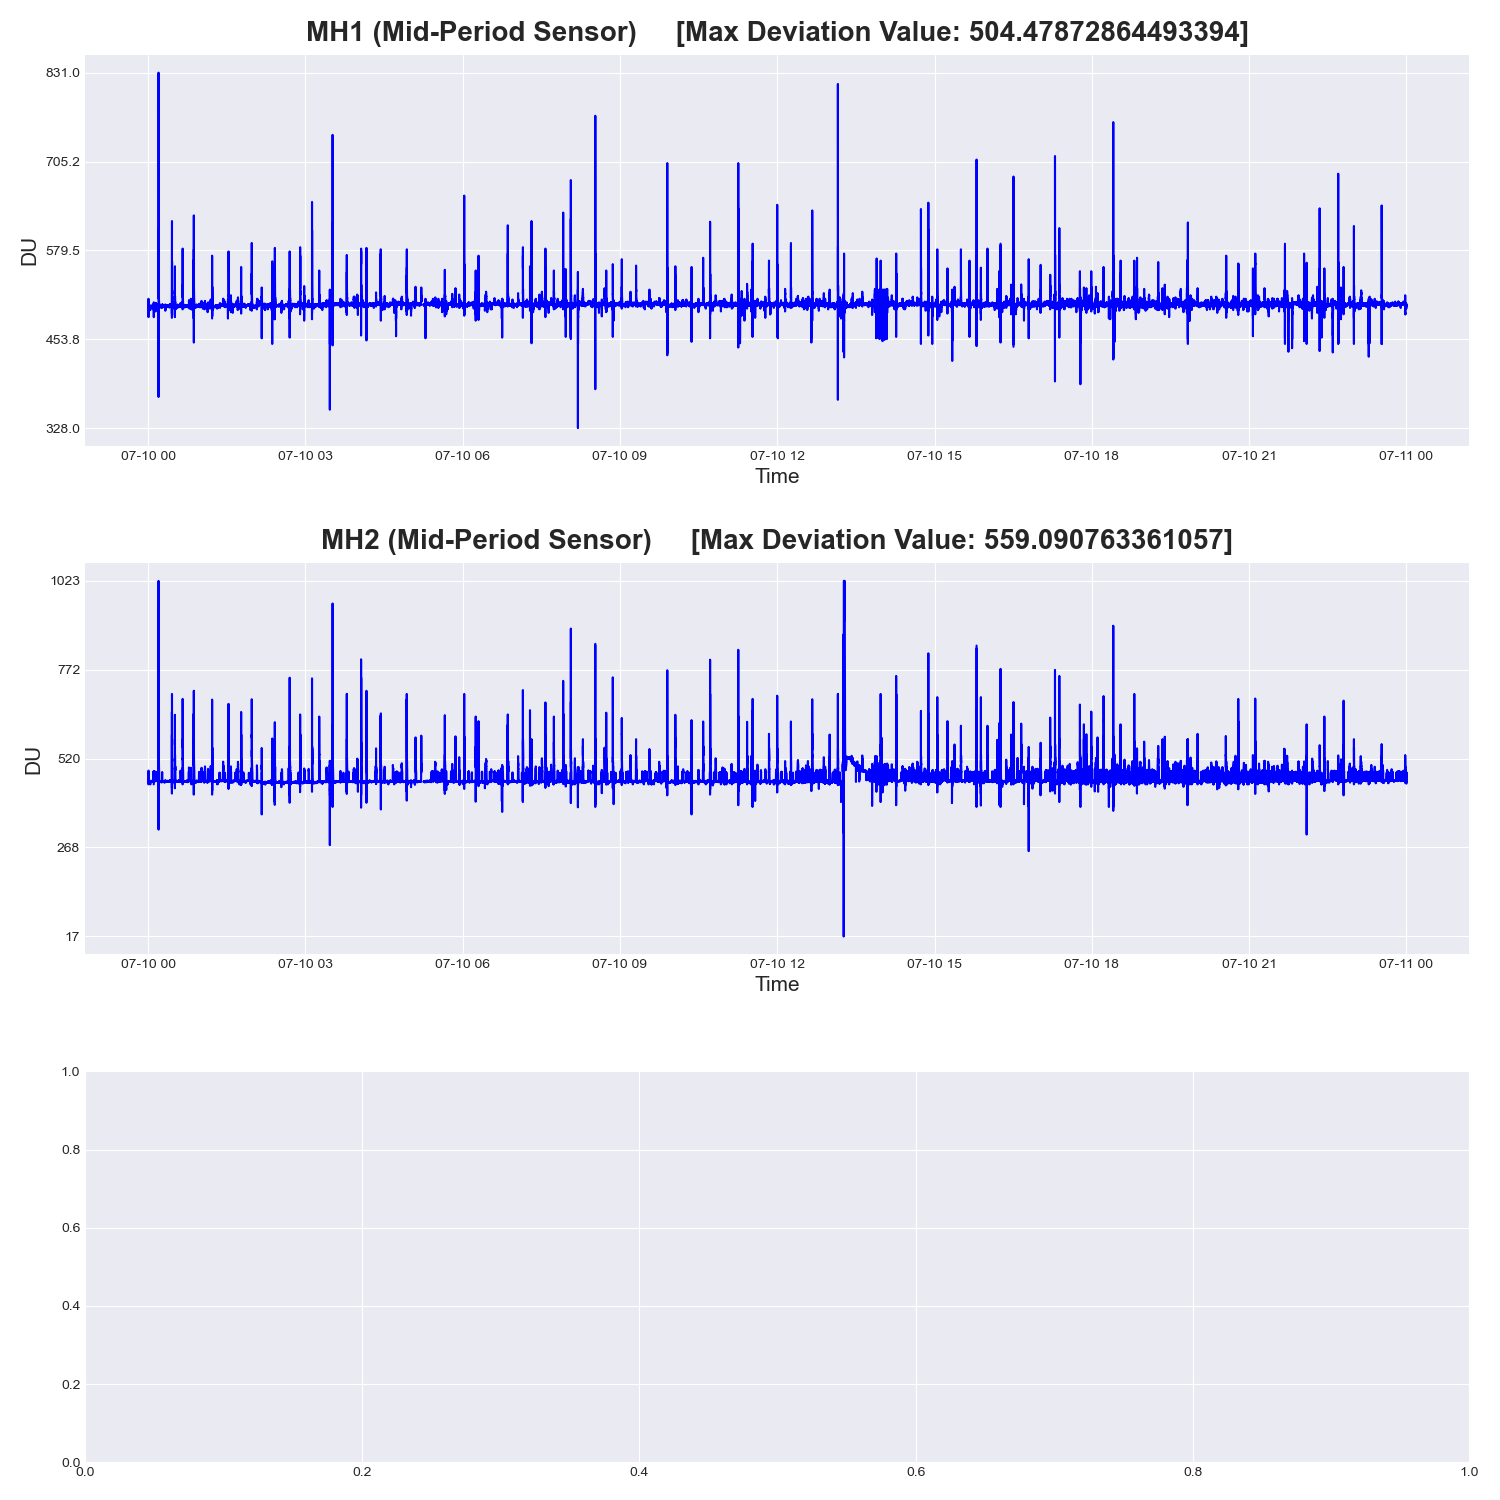 MH1 (Mid-Period Sensor) [Max Deviation Value: 504.47872864493394]
831.0
705.2
579.5
453.8
328.0
DU
07-10 00 07-10 03 07-10 06 07-10 09 07-10 12 07-10 15 07-10 18 07-10 21 07-11 00
Time
MH2 (Mid-Period Sensor) [Max Deviation Value: 559.090763361057]
1023
772
520
268
17
DU
07-10 00 07-10 03 07-10 06 07-10 09 07-10 12 07-10 15 07-10 18 07-10 21 07-11 00
Time
1.0
0.8
0.6
0.4
0.2
0.0
0.0 0.2 0.4 0.6 0.8 1.0